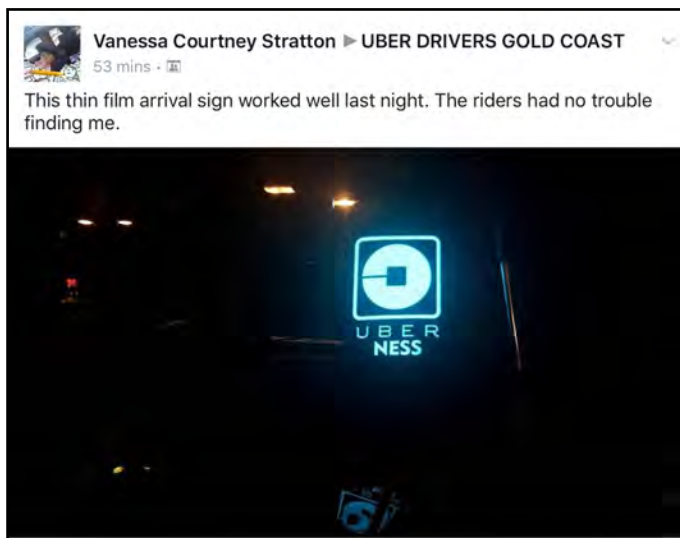 Vanessa Courtney Stratton ▶ UBER DRIVERS GOLD COAST
53 mins ·
This thin film arrival sign worked well last night. The riders had no trouble
finding me.
UBER
NESS